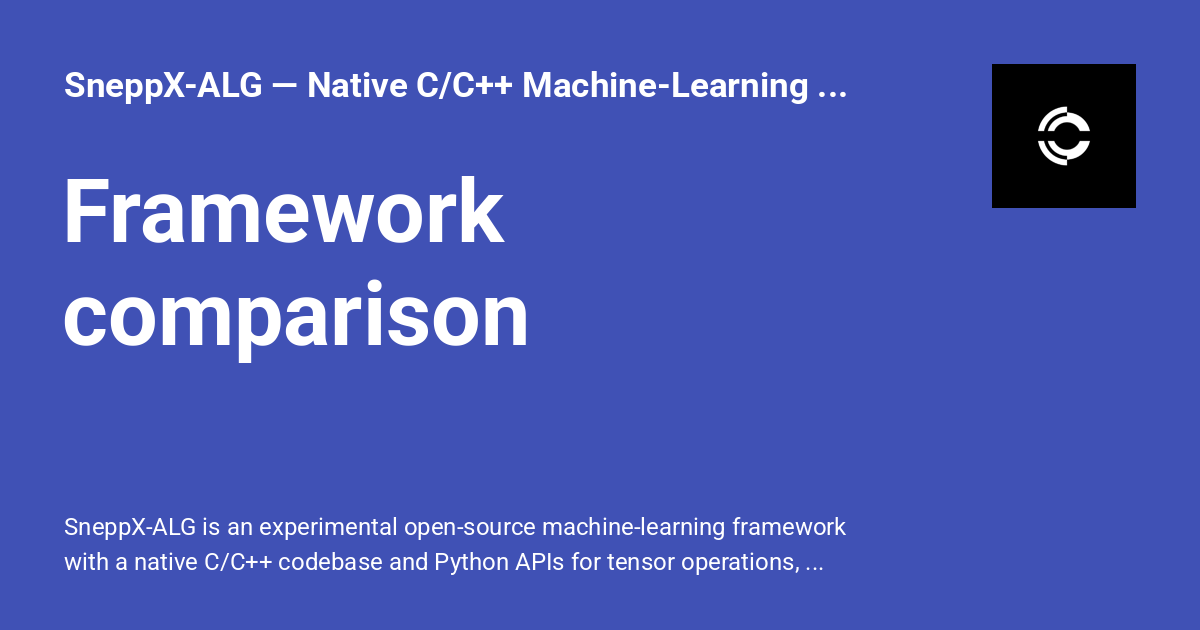 SneppX-ALG — Native C/C++ Machine-Learning ...
Framework
comparison
SneppX-ALG is an experimental open-source machine-learning framework
with a native C/C++ codebase and Python APIs for tensor operations, ...